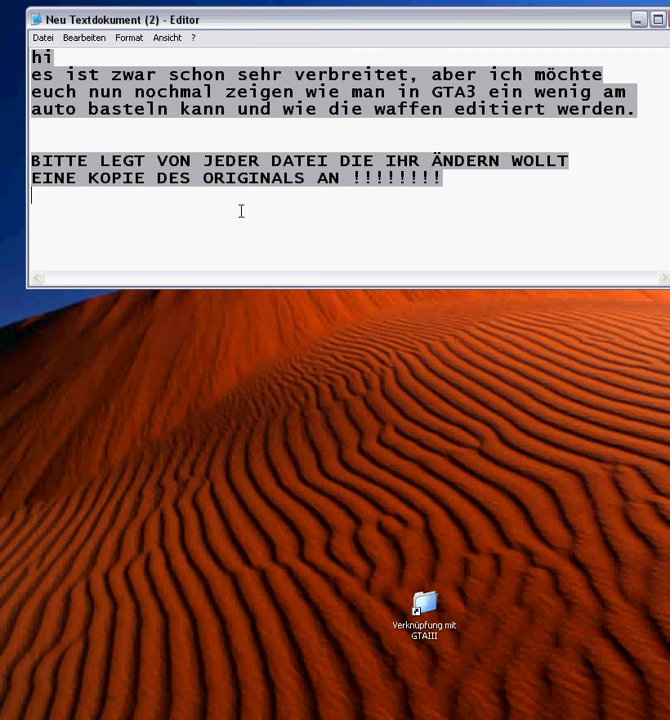 Neu Textdokument (2) - Editor
Datei Bearbeiten Format Ansicht ?
hi
es ist zwar schon sehr verbreitet, aber ich möchte
euch nun nochmal zeigen wie man in GTA3 ein wenig am
auto basteln kann und wie die waffen editiert werden.
BITTE LEGT VON JEDER DATEI DIE IHR ÄNDERN WOLLT
EINE KOPIE DES ORIGINALS AN !!!!!!!!
Verknüpfung mit
GTAIII